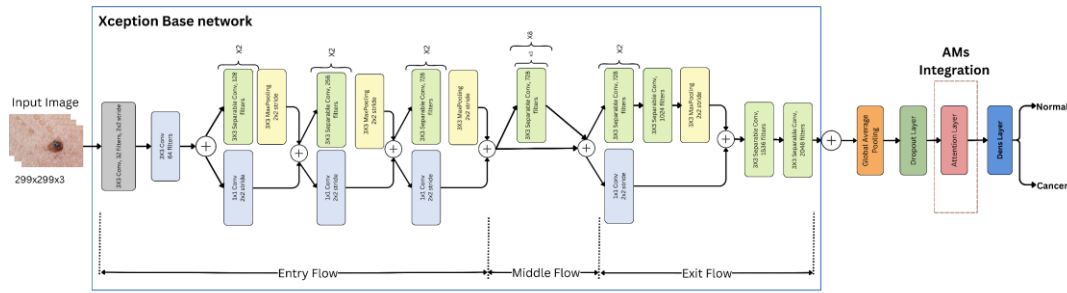 Xception Base network
Input Image
299x299x3
3X3 Conv, 32 Filters, 2x2 stride
3X3 Conv
64 filters
X2
3X3 Separable Conv, 128
filters
3X3 MaxPooling
2x2 stride
1x1 Conv
2x2 stride
X2
3X3 Separable Conv, 256
filters
3X3 MaxPooling
2x2 stride
1x1 Conv
2x2 stride
X2
3X3 Separable Conv, 728
filters
3X3 MaxPooling
2x2 stride
1x1 Conv
2x2 stride
X8
x3
3X3 Separable Conv, 728
filters
X2
3X3 Separable Conv, 728
filters
3X3 Separable Conv,
1024 filters
3X3 MaxPooling
2x2 stride
1x1 Conv
2x2 stride
3X3 Separable Conv,
1536 filters
3X3 Separable Conv,
2048 filters
Global Average
Pooling
Dropout Layer
AMs
Integration
Attention Layer
Dens Layer
Normal
Cancer
Entry Flow
Middle Flow
Exit Flow